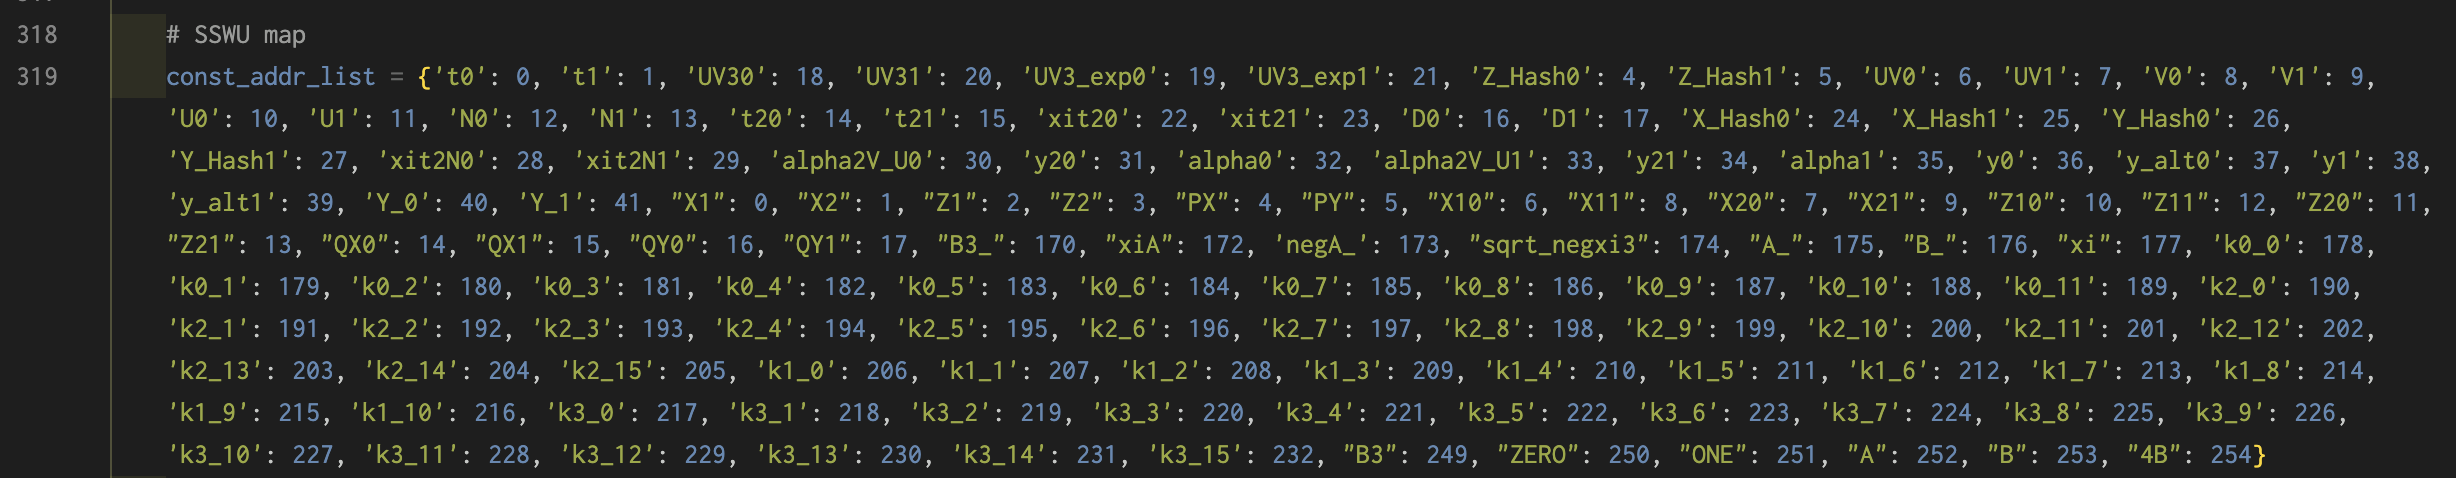 318 # SSWU map
319 const_addr_list = {'t0': 0, 't1': 1, 'UV30': 18, 'UV31': 20, 'UV3_exp0': 19, 'UV3_exp1': 21, 'Z_Hash0': 4, 'Z_Hash1': 5, 'UV0': 6, 'UV1': 7, 'V0': 8, 'V1': 9,
'U0': 10, 'U1': 11, 'N0': 12, 'N1': 13, 't20': 14, 't21': 15, 'xit20': 22, 'xit21': 23, 'D0': 16, 'D1': 17, 'X_Hash0': 24, 'X_Hash1': 25, 'Y_Hash0': 26,
'Y_Hash1': 27, 'xit2N0': 28, 'xit2N1': 29, 'alpha2V_U0': 30, 'y20': 31, 'alpha0': 32, 'alpha2V_U1': 33, 'y21': 34, 'alpha1': 35, 'y0': 36, 'y_alt0': 37, 'y1': 38,
'y_alt1': 39, 'Y_0': 40, 'Y_1': 41, "X1": 0, "X2": 1, "Z1": 2, "Z2": 3, "PX": 4, "PY": 5, "X10": 6, "X11": 8, "X20": 7, "X21": 9, "Z10": 10, "Z11": 12, "Z20": 11,
"Z21": 13, "QX0": 14, "QX1": 15, "QY0": 16, "QY1": 17, "B3_": 170, "xiA": 172, 'negA_': 173, "sqrt_negxi3": 174, "A_": 175, "B_": 176, "xi": 177, 'k0_0': 178,
'k0_1': 179, 'k0_2': 180, 'k0_3': 181, 'k0_4': 182, 'k0_5': 183, 'k0_6': 184, 'k0_7': 185, 'k0_8': 186, 'k0_9': 187, 'k0_10': 188, 'k0_11': 189, 'k2_0': 190,
'k2_1': 191, 'k2_2': 192, 'k2_3': 193, 'k2_4': 194, 'k2_5': 195, 'k2_6': 196, 'k2_7': 197, 'k2_8': 198, 'k2_9': 199, 'k2_10': 200, 'k2_11': 201, 'k2_12': 202,
'k2_13': 203, 'k2_14': 204, 'k2_15': 205, 'k1_0': 206, 'k1_1': 207, 'k1_2': 208, 'k1_3': 209, 'k1_4': 210, 'k1_5': 211, 'k1_6': 212, 'k1_7': 213, 'k1_8': 214,
'k1_9': 215, 'k1_10': 216, 'k3_0': 217, 'k3_1': 218, 'k3_2': 219, 'k3_3': 220, 'k3_4': 221, 'k3_5': 222, 'k3_6': 223, 'k3_7': 224, 'k3_8': 225, 'k3_9': 226,
'k3_10': 227, 'k3_11': 228, 'k3_12': 229, 'k3_13': 230, 'k3_14': 231, 'k3_15': 232, "B3": 249, "ZERO": 250, "ONE": 251, "A": 252, "B": 253, "4B": 254}